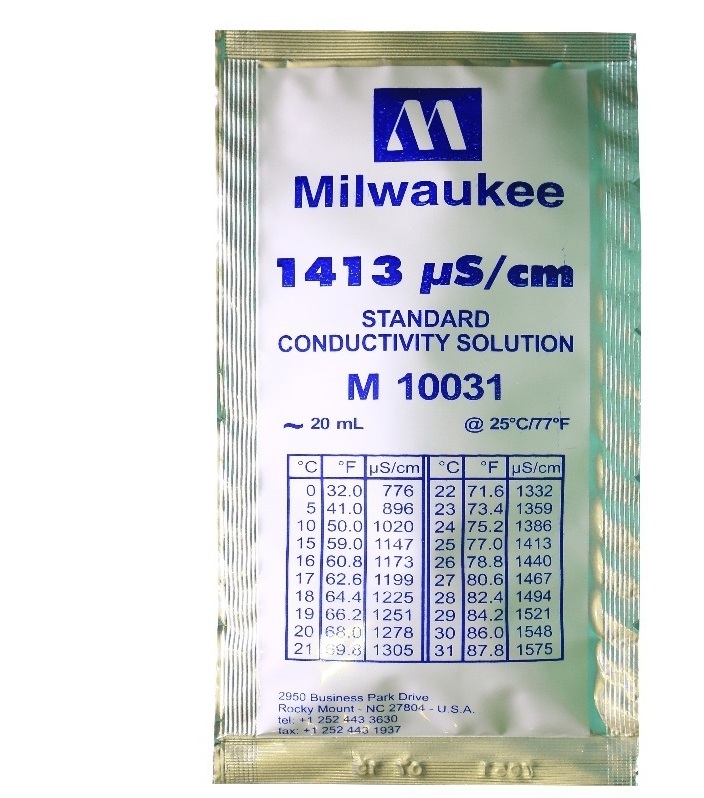 M
Milwaukee
1413 µS/cm
STANDARD
CONDUCTIVITY SOLUTION
M 10031
~ 20 mL @ 25°C/77°F
°C °F µS/cm °C °F µS/cm
0 32.0 776 22 71.6 1332
5 41.0 896 23 73.4 1359
10 50.0 1020 24 75.2 1386
15 59.0 1147 25 77.0 1413
16 60.8 1173 26 78.8 1440
17 62.6 1199 27 80.6 1467
18 64.4 1225 28 82.4 1494
19 66.2 1251 29 84.2 1521
20 68.0 1278 30 86.0 1548
21 69.8 1305 31 87.8 1575
2950 Business Park Drive
Rocky Mount - NC 27804 - U.S.A.
tel: +1 252 443 3630
fax: +1 252 443 1937